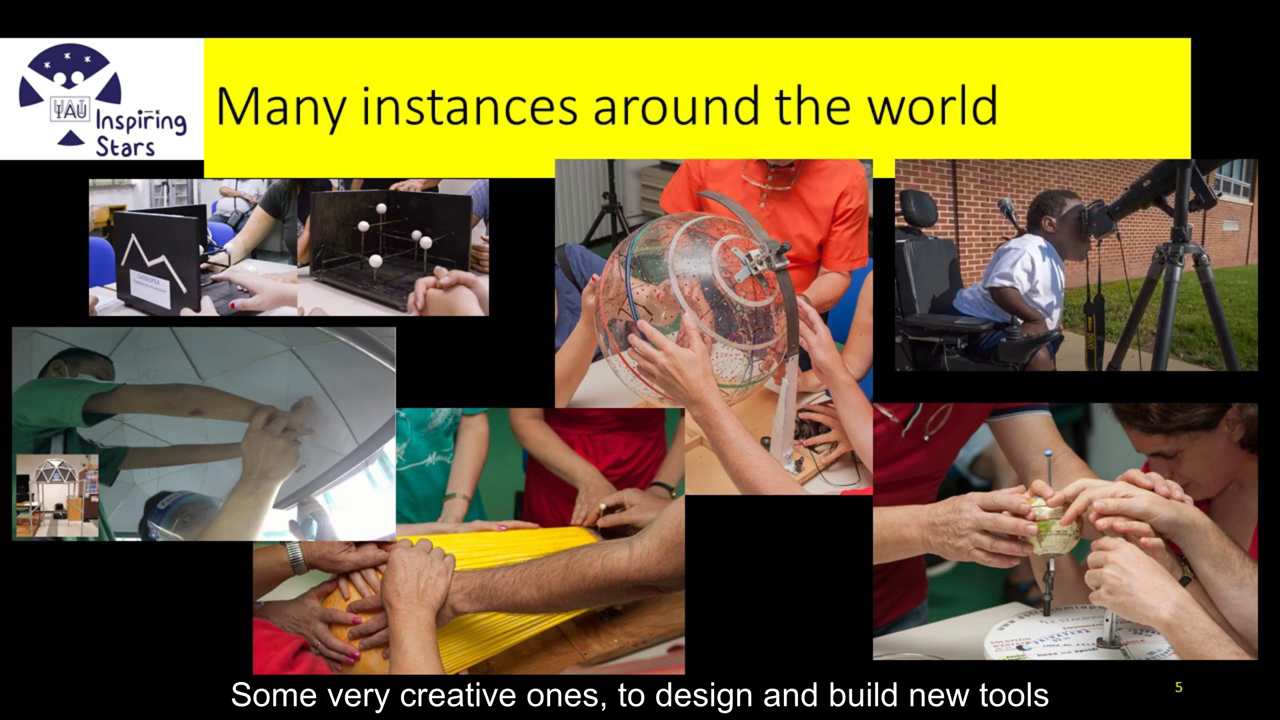 IAU
Inspiring
Stars
Many instances around the world
Some very creative ones, to design and build new tools
5